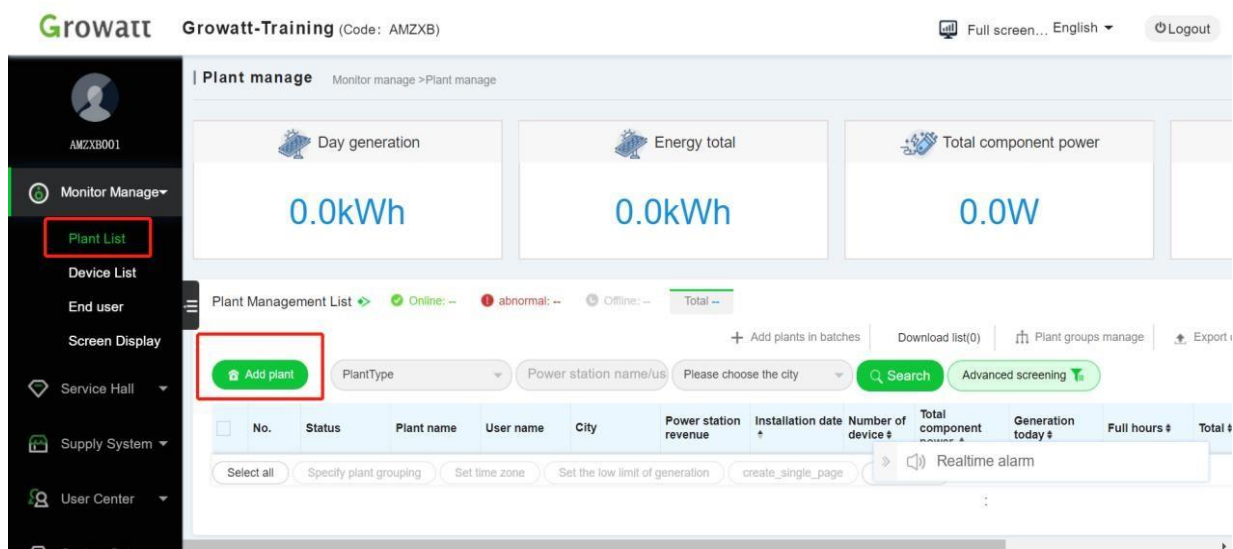 Growatt Growatt-Training (Code: AMZXB) Full screen... English Logout
Plant manage Monitor manage >Plant manage
AMZXB001
Day generation Energy total Total component power
0.0kWh 0.0kWh 0.0W
Monitor Manage
Plant List
Device List
End user
Screen Display
Service Hall
Supply System
User Center
Plant Management List Online: -- abnormal: -- Offline: -- Total --
Add plants in batches Download list(0) Plant groups manage Export
Add plant PlantType Power station name/us Please choose the city Search Advanced screening
No. Status Plant name User name City Power station revenue Installation date Number of device Total component power Generation today Full hours Total
Realtime alarm
Select all Specify plant grouping Set time zone Set the low limit of generation create_single_page
: